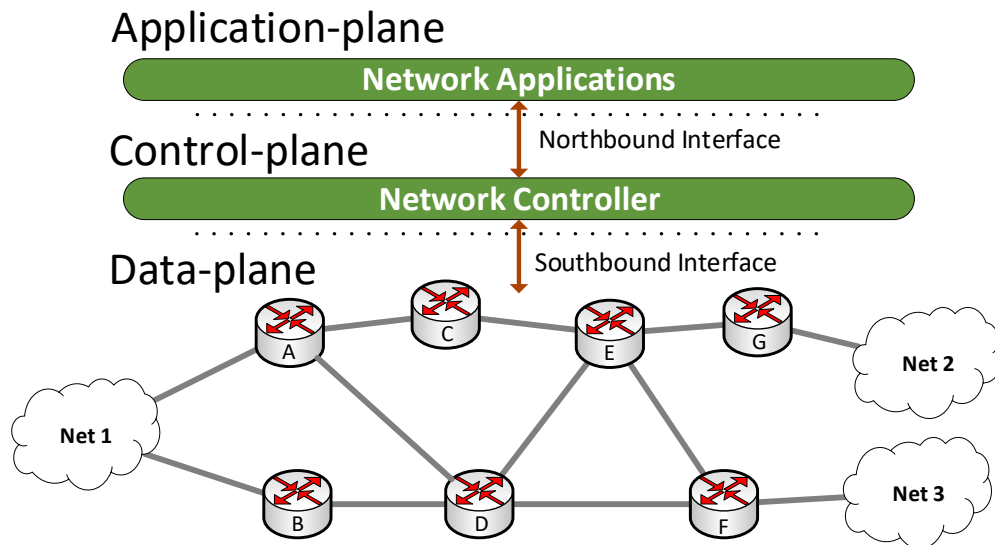 Application-plane
Network Applications
Northbound Interface
Control-plane
Network Controller
Southbound Interface
Data-plane
C
G
A
E
Net 2
Net 1
Net 3
B
D
F